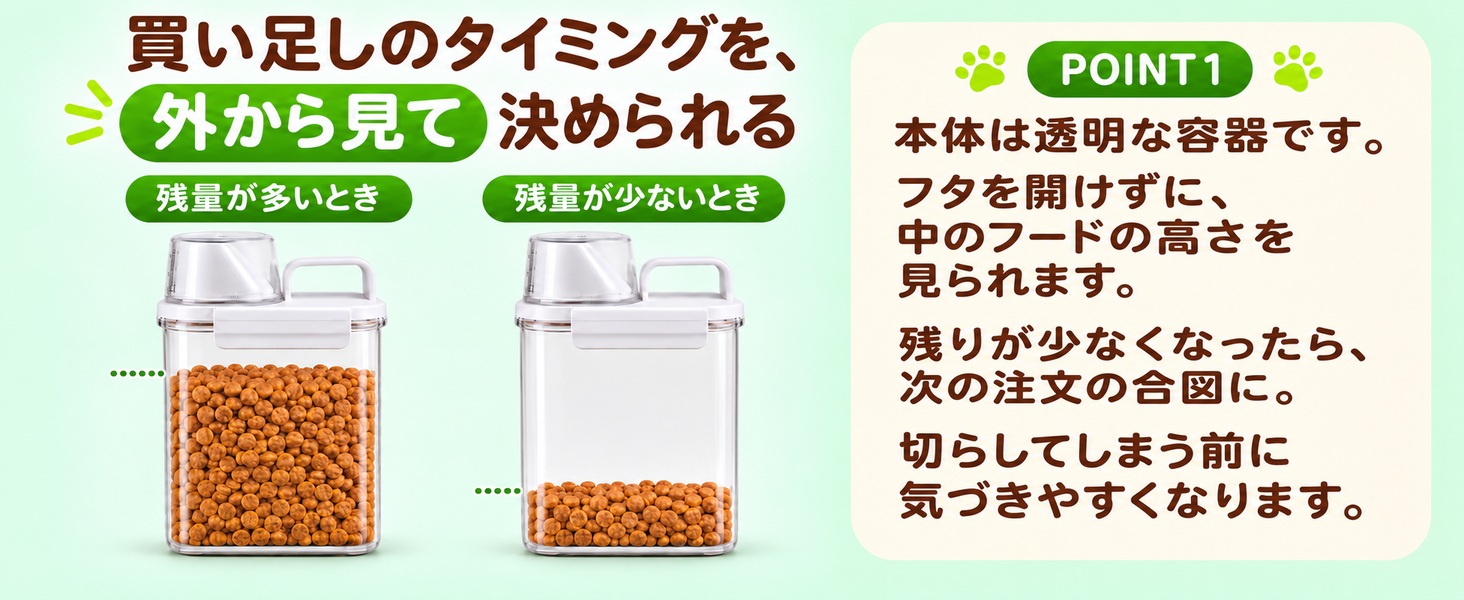 買い足しのタイミングを、
外から見て決められる
残量が多いとき
残量が少ないとき
POINT1
本体は透明な容器です。
フタを開けずに、
中のフードの高さを
見られます。
残りが少なくなったら、
次の注文の合図に。
切らしてしまう前に
気づきやすくなります。